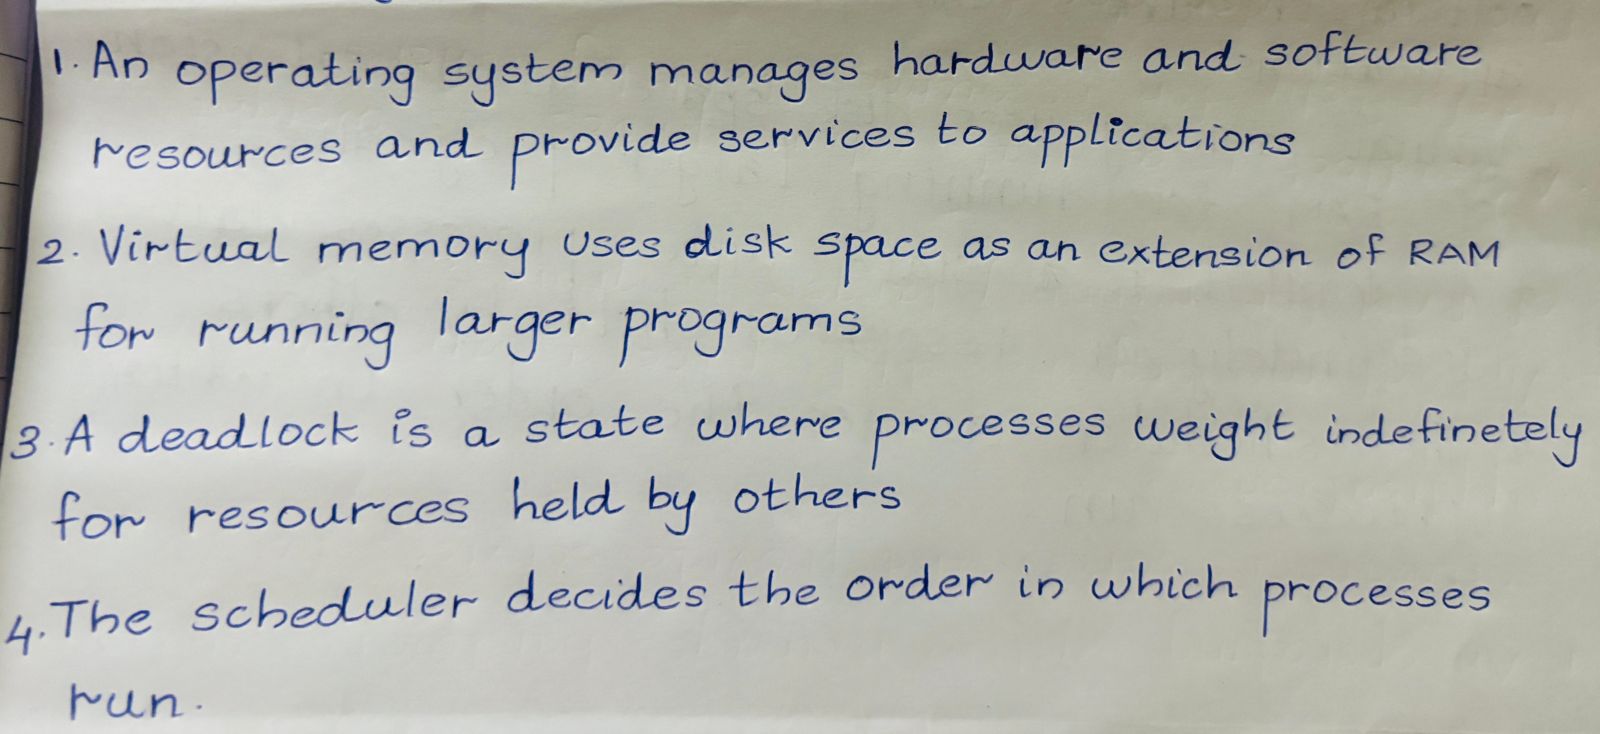 1. An operating system manages hardware and software
resources and provide services to applications
2. Virtual memory uses disk space as an extension of RAM
for running larger programs
3. A deadlock is a state where processes weight indefinetely
for resources held by others
4. The scheduler decides the order in which processes
run.